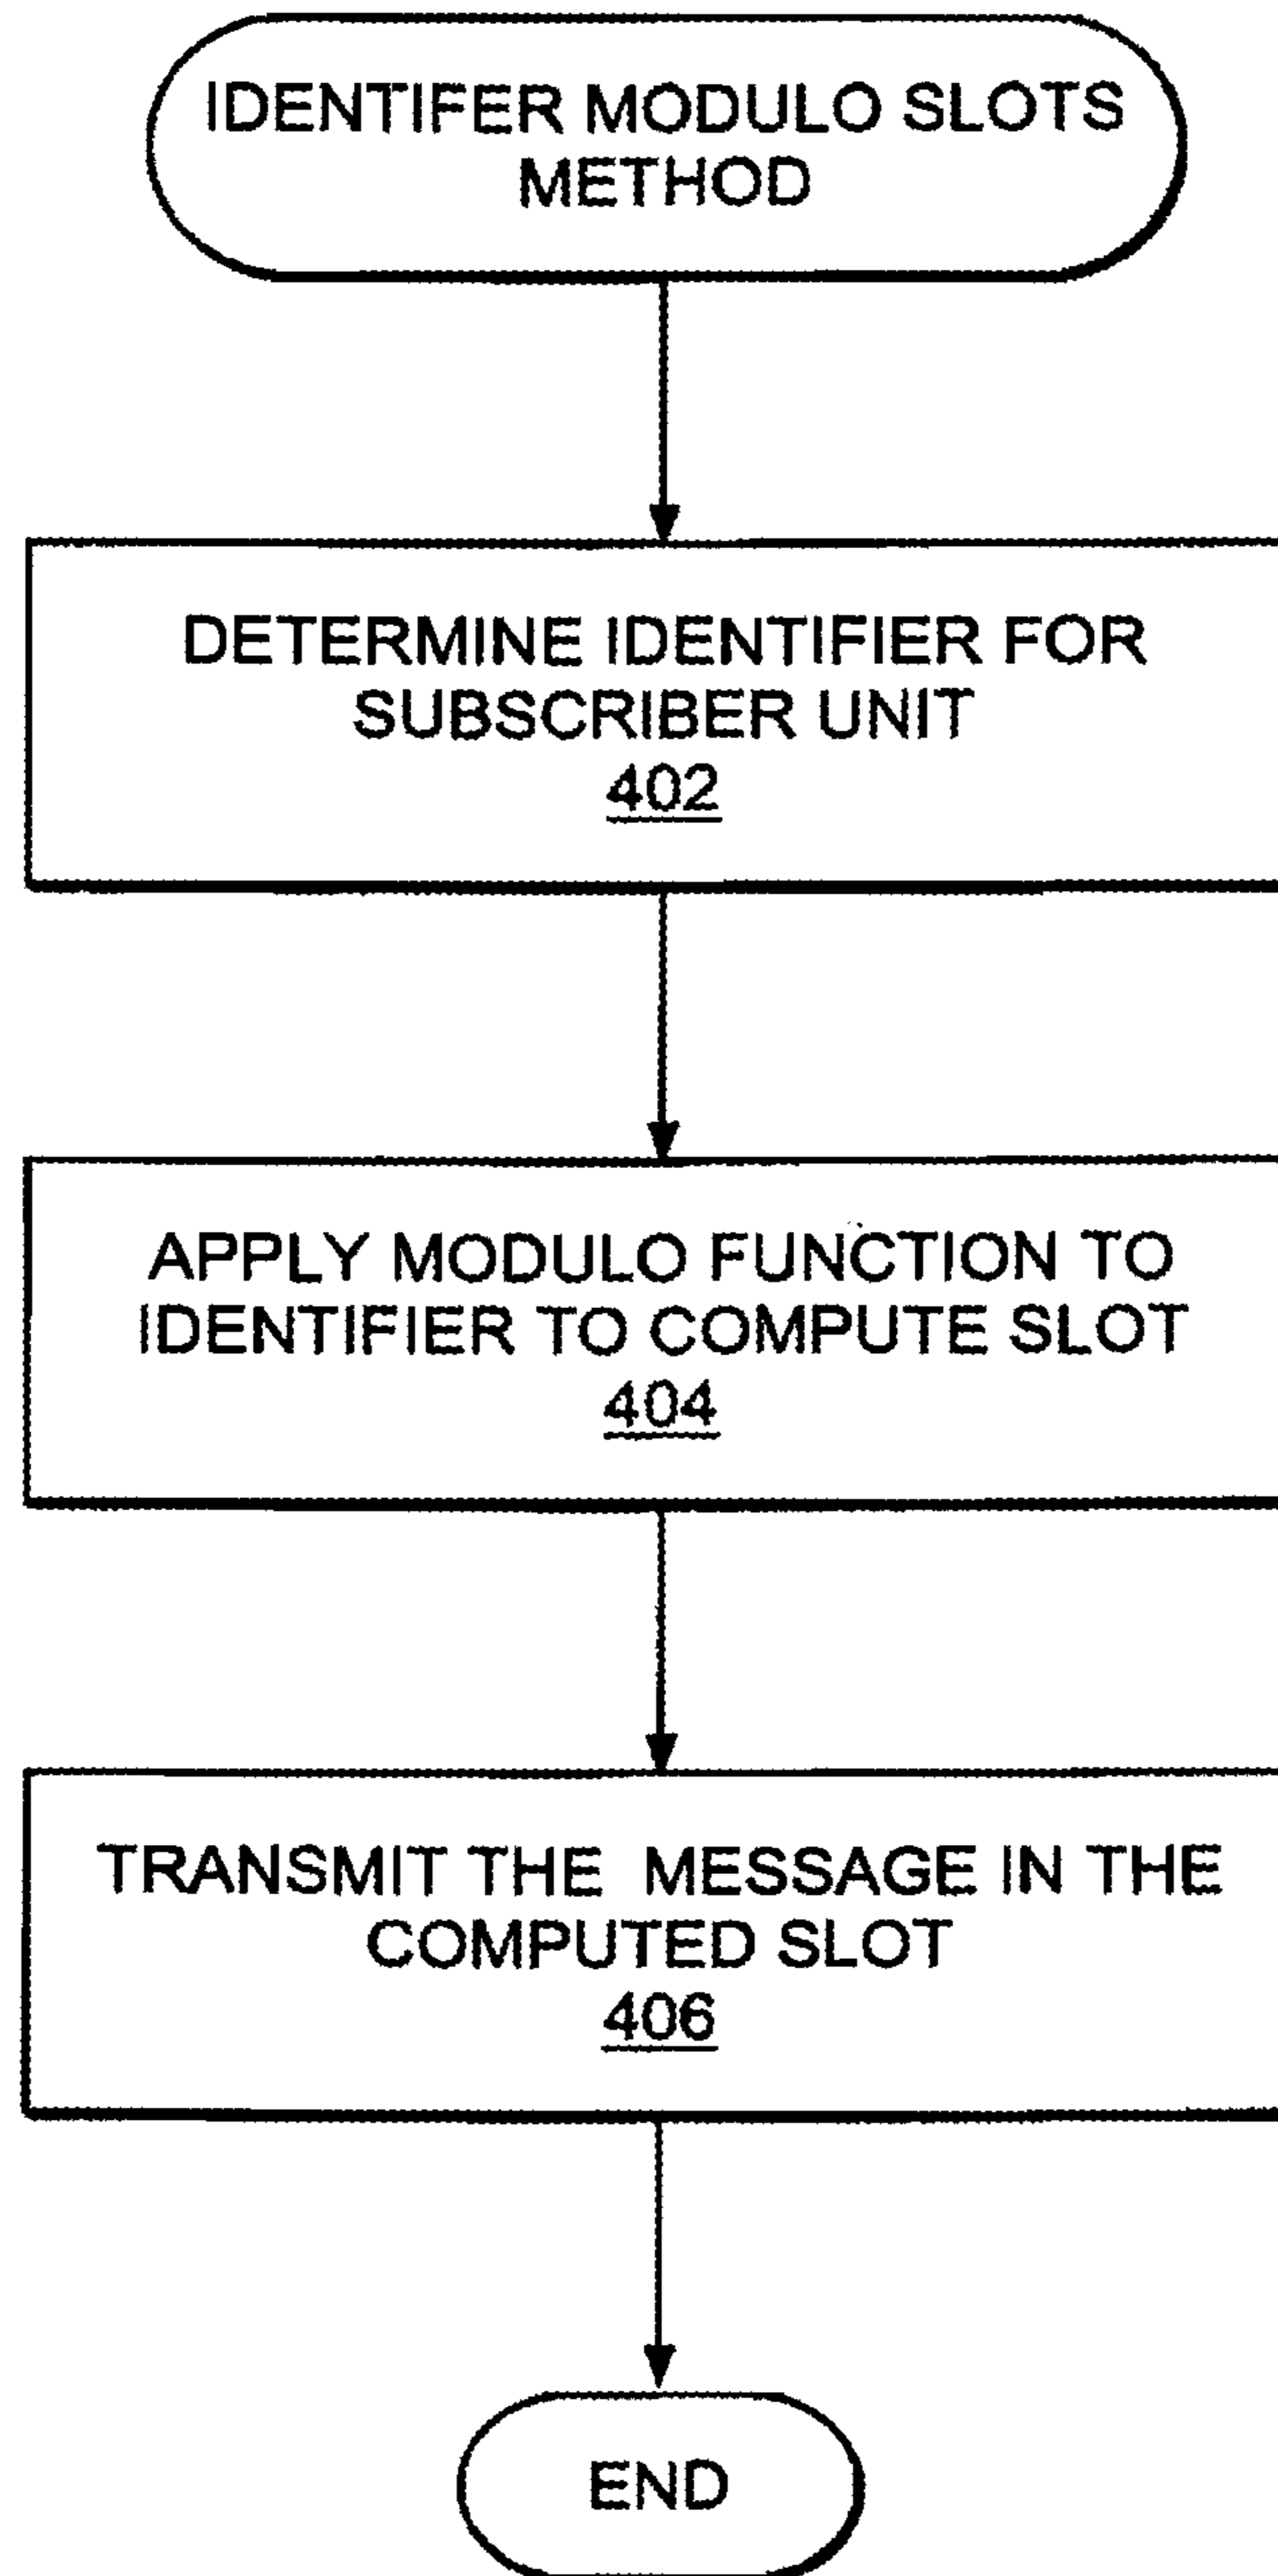 IDENTIFER MODULO SLOTS
METHOD
DETERMINE IDENTIFIER FOR
SUBSCRIBER UNIT
402
APPLY MODULO FUNCTION TO
IDENTIFIER TO COMPUTE SLOT
404
TRANSMIT THE MESSAGE IN THE
COMPUTED SLOT
406
END